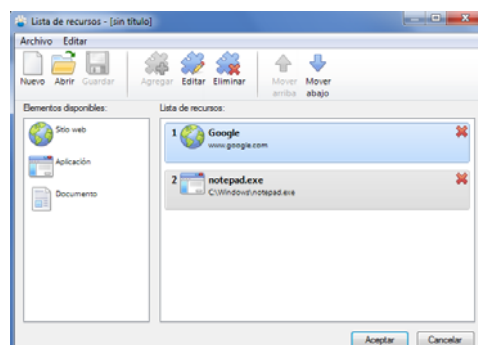 Lista de recursos - [sin título]
Archivo Editar
Nuevo Abrir Guardar Agregar Editar Eliminar Mover arriba Mover abajo
Elementos disponibles: Lista de recursos:
Sitio web
Aplicación
Documento
1 Google
www.google.com
2 notepad.exe
C:\Windows\notepad.exe
Aceptar Cancelar